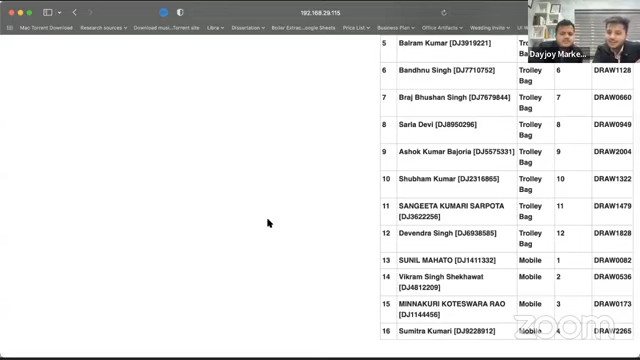 192.168.29.115
Mac Torrent Download Research sources Download musi...Torrent site Libra Dissertation Boho Extravag...ongle Sheets Price List Business Plan Office Artifacts Wedding Invite
Dayjoy Marke...
5 Balram Kumar [DJ3919221] Trolley Bag
6 Bandhnu Singh [DJ7710752] Trolley Bag 6 DRAW1128
7 Braj Bhushan Singh [DJ7679844] Trolley Bag 7 DRAW0660
8 Sarla Devi [DJ8950296] Trolley Bag 8 DRAW0949
9 Ashok Kumar Bajoria [DJ5575331] Trolley Bag 9 DRAW2004
10 Shubham Kumar [DJ2316865] Trolley Bag 10 DRAW1322
11 SANGEETA KUMARI SARPOTA [DJ3622256] Trolley Bag 11 DRAW1479
12 Devendra Singh [DJ6938585] Trolley Bag 12 DRAW1828
13 SUNIL MAHATO [DJ1411332] Mobile 1 DRAW0082
14 Vikram Singh Shekhawat [DJ4812209] Mobile 2 DRAW0536
15 MINNAKURI KOTESWARA RAO [DJ1144456] Mobile 3 DRAW0173
16 Sumitra Kumari [DJ9228912] Mobile 4 DRAW2265
zoom